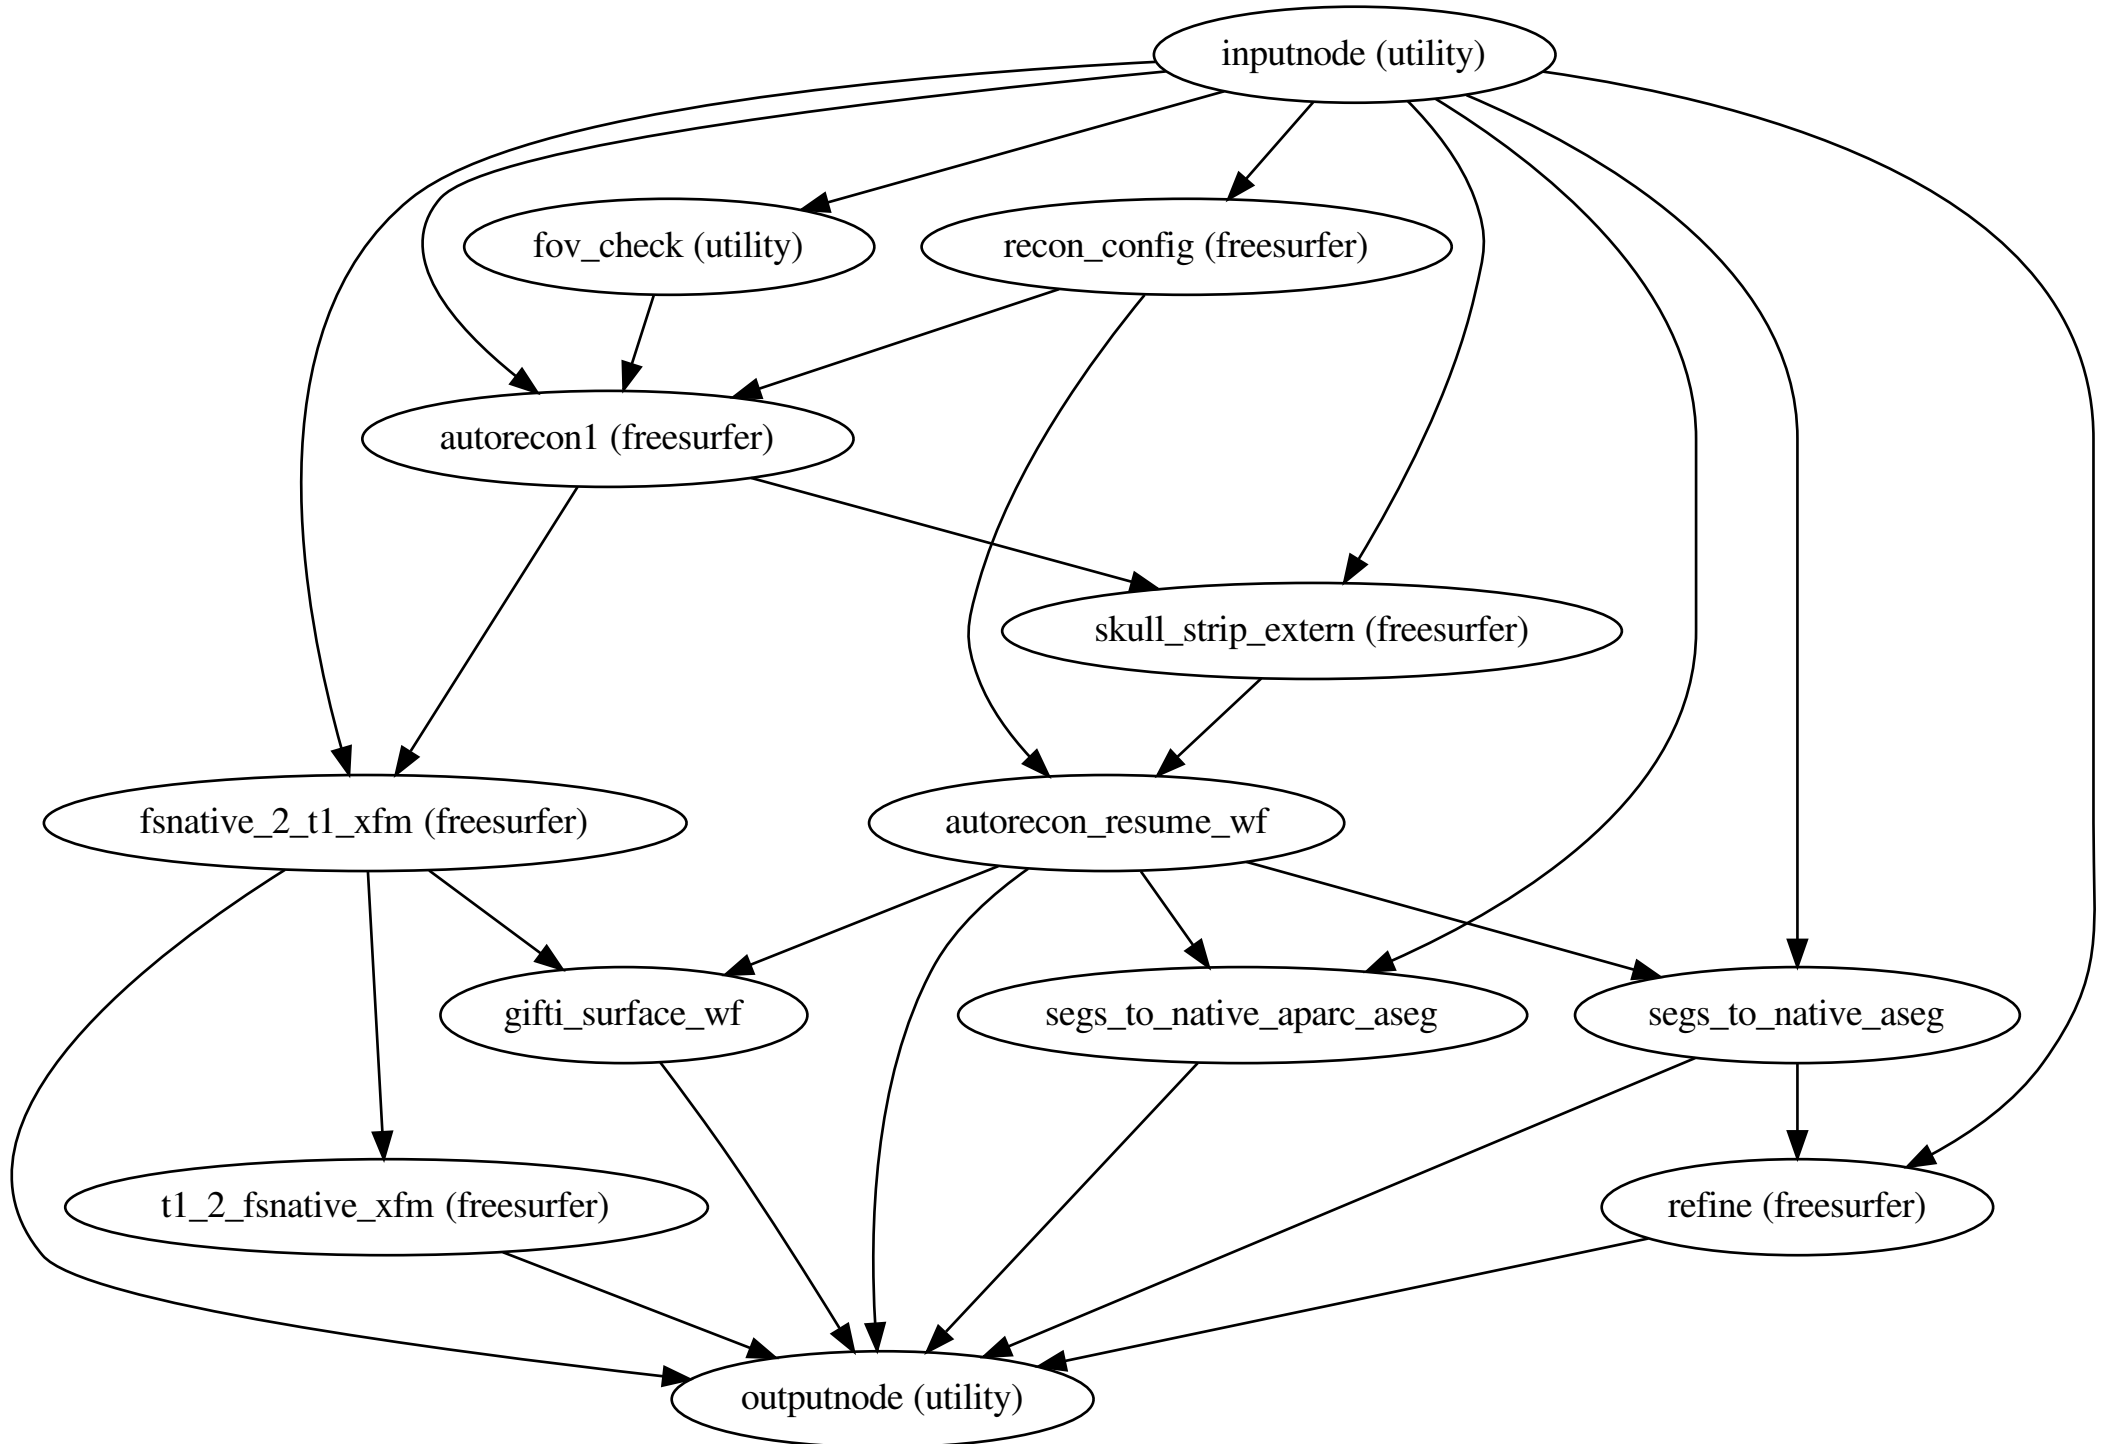 inputnode (utility)
fov_check (utility)
recon_config (freesurfer)
autorecon1 (freesurfer)
skull_strip_extern (freesurfer)
fsnative_2_t1_xfm (freesurfer)
autorecon_resume_wf
gifti_surface_wf
segs_to_native_aparc_aseg
segs_to_native_aseg
t1_2_fsnative_xfm (freesurfer)
refine (freesurfer)
outputnode (utility)